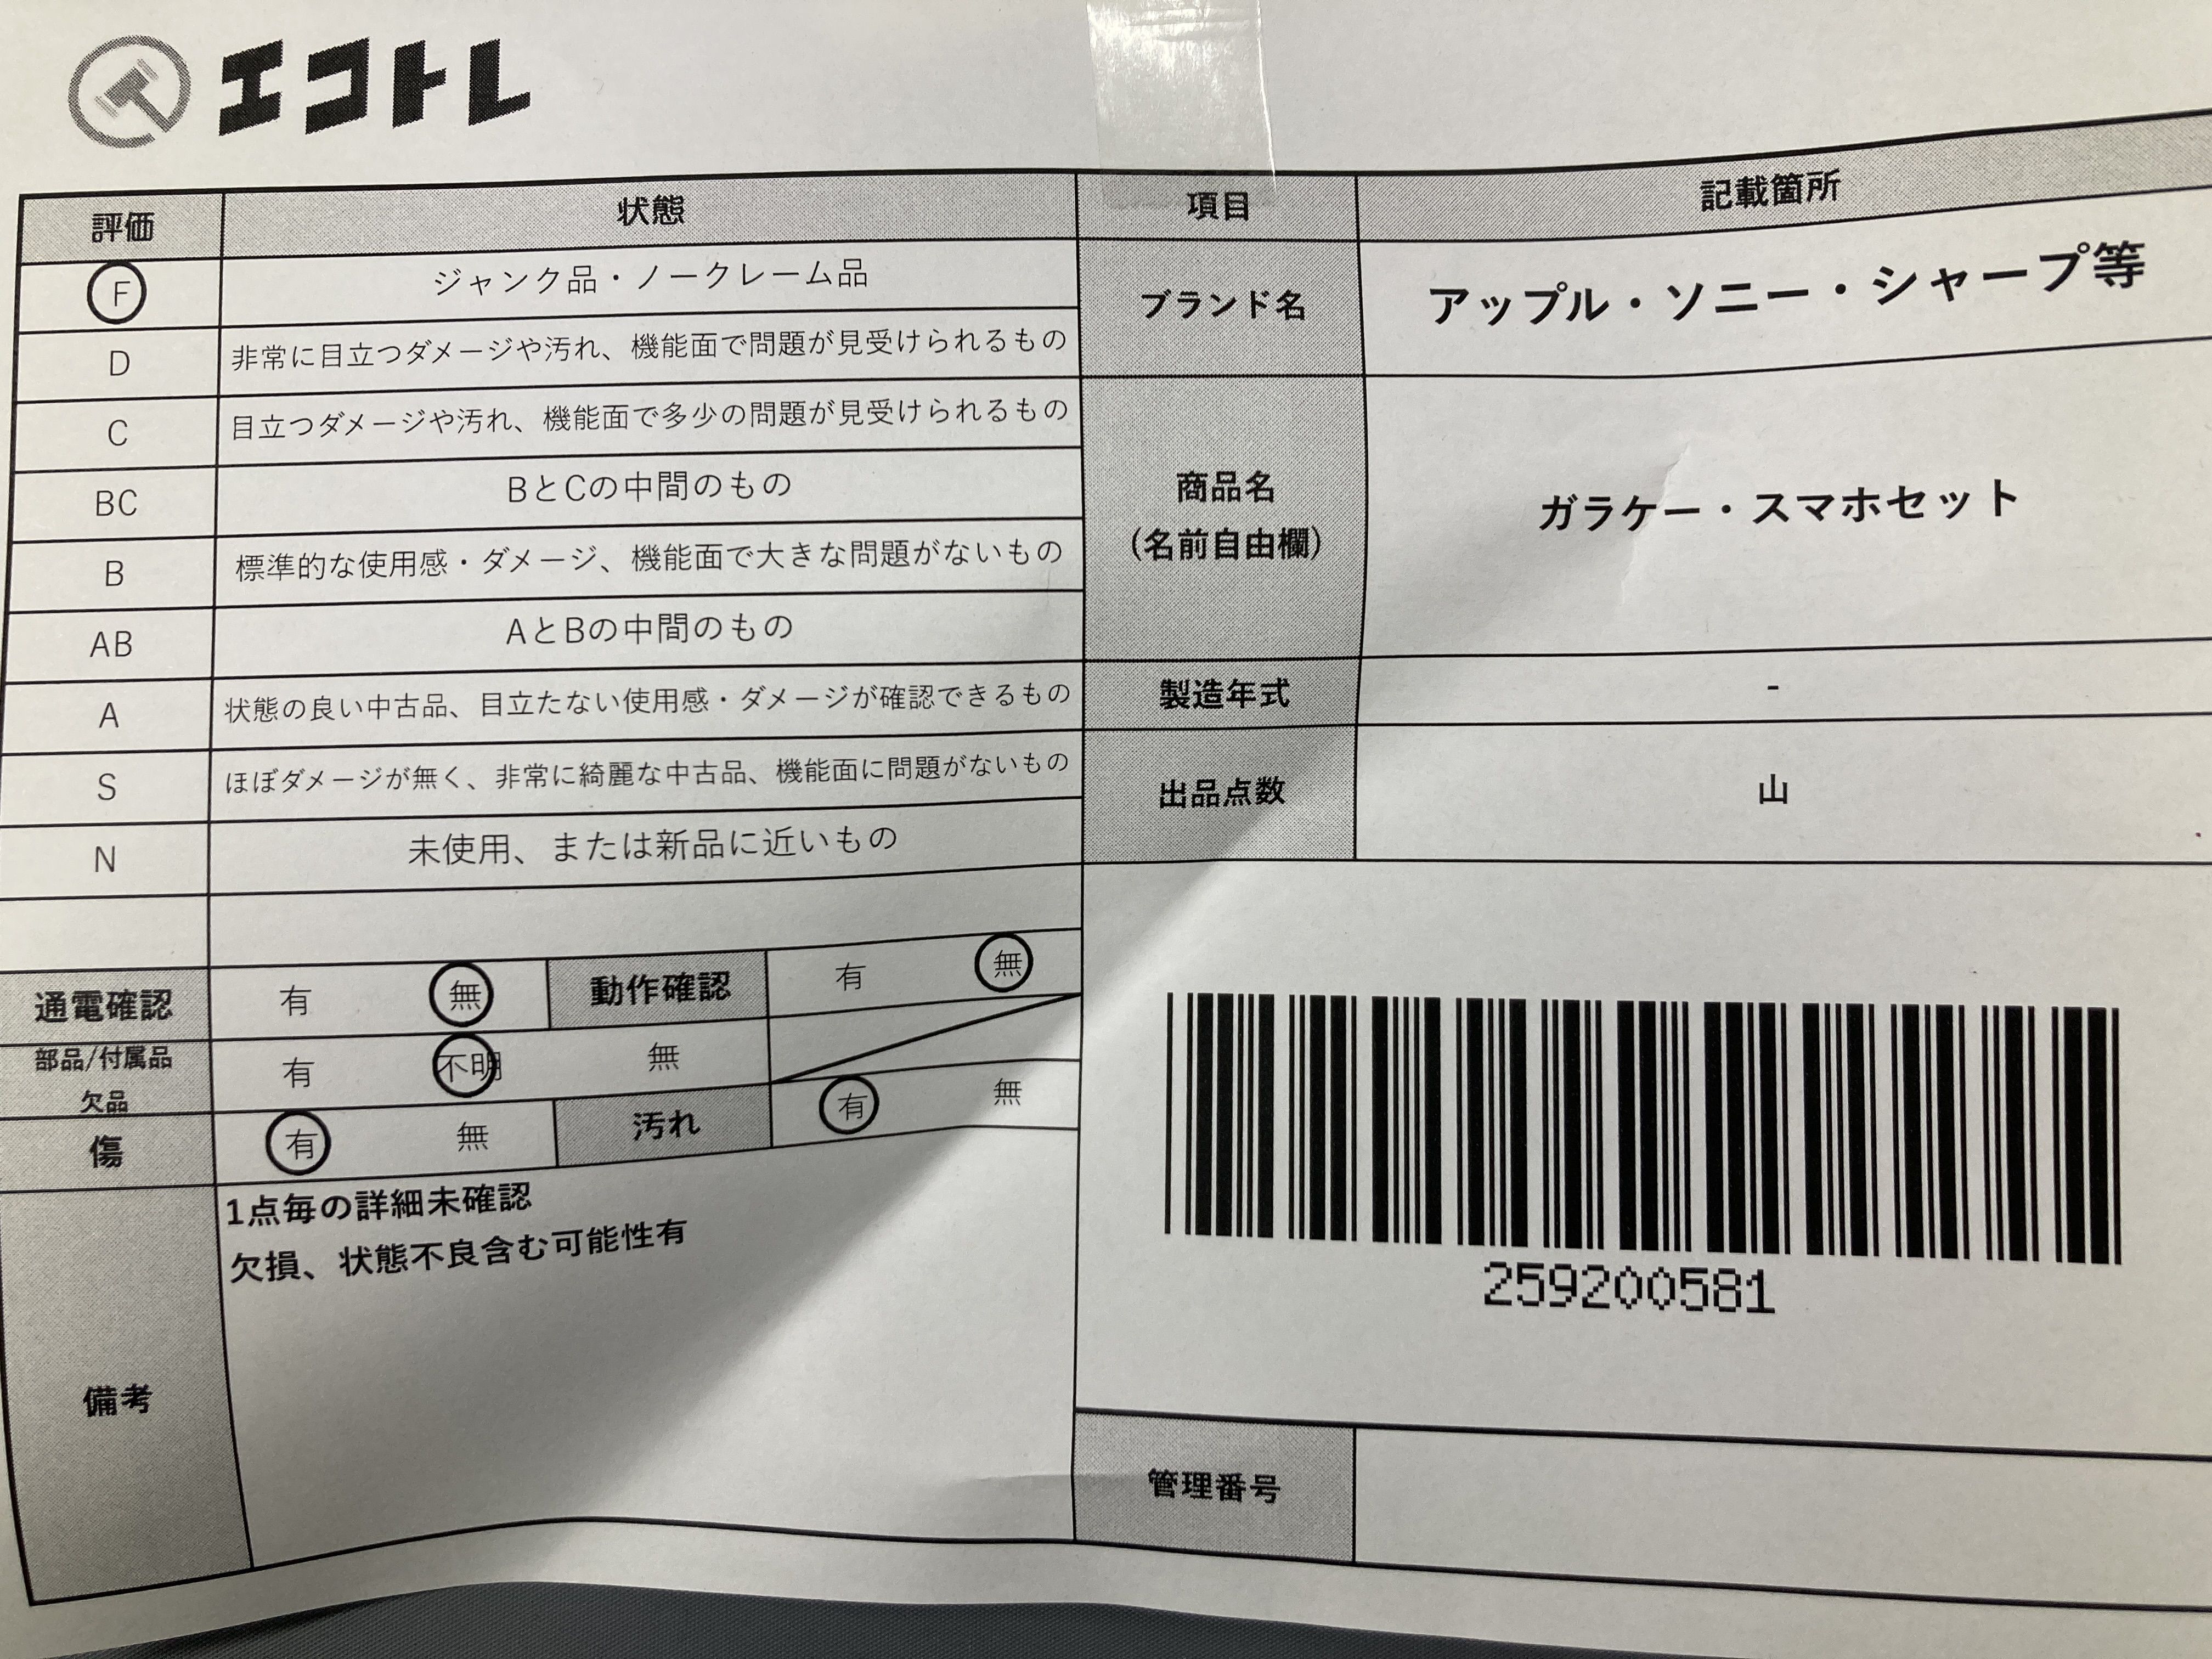 エコトレ
評価 状態 項目 記載箇所
F ジャンク品・ノークレーム品
D 非常に目立つダメージや汚れ、機能面で問題が見受けられるもの
C 目立つダメージや汚れ、機能面で多少の問題が見受けられるもの
BC BとCの中間のもの
B 標準的な使用感・ダメージ、機能面で大きな問題がないもの
AB AとBの中間のもの
A 状態の良い中古品、目立たない使用感・ダメージが確認できるもの
S ほぼダメージが無く、非常に綺麗な中古品、機能面に問題がないもの
N 未使用、または新品に近いもの
ブランド名 アップル・ソニー・シャープ等
商品名
(名前自由欄)
ガラケー・スマホセット
製造年式 -
出品点数 山
通電確認 有 無 動作確認 有 無
部品/付属品
欠品
有 不明 無
傷 有 無 汚れ 有 無
備考
1点毎の詳細未確認
欠損、状態不良含む可能性有
259200581
管理番号